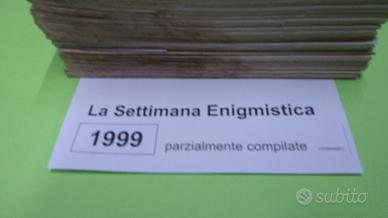 La Settimana Enigmistica
1999
parzialmente compilate
subito